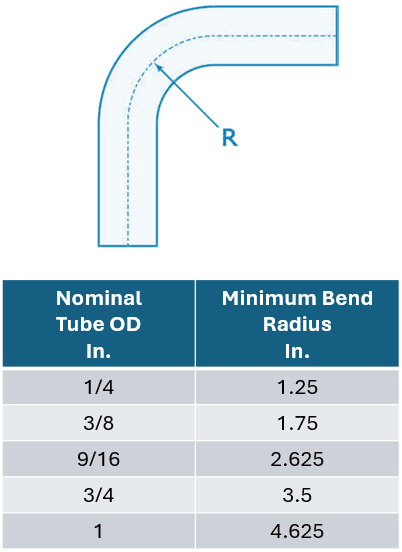 R
Nominal
Tube OD
In.
Minimum Bend
Radius
In.
1/4 1.25
3/8 1.75
9/16 2.625
3/4 3.5
1 4.625